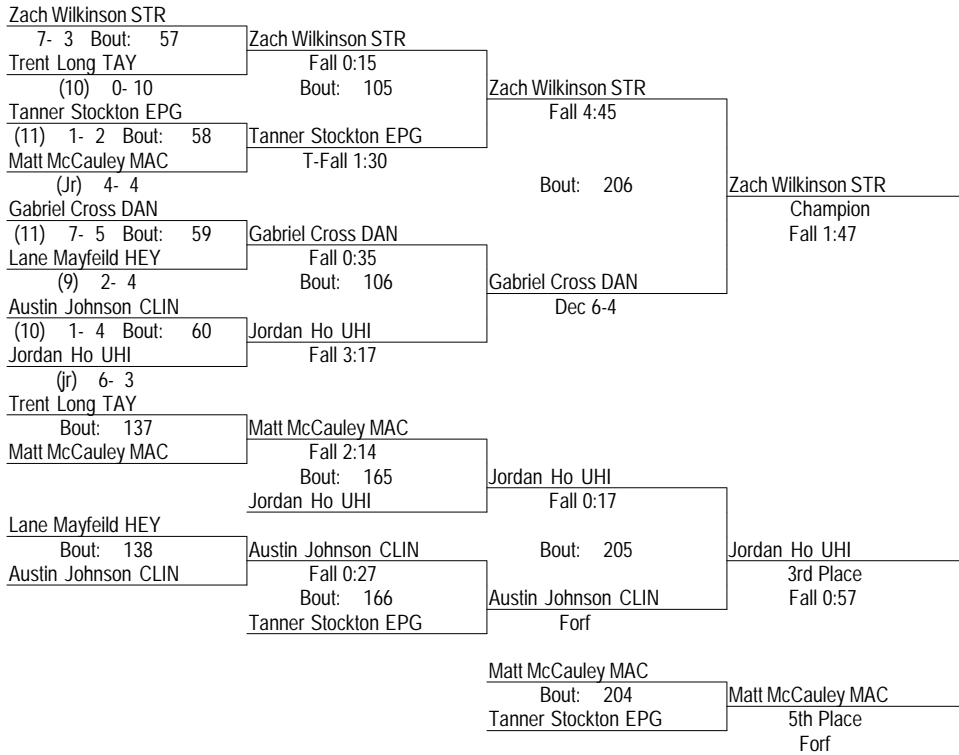 Zach Wilkinson STR
7- 3 Bout: 57
Zach Wilkinson STR
Trent Long TAY
Fall 0:15
(10) 0- 10
Bout: 105
Zach Wilkinson STR
Tanner Stockton EPG
Fall 4:45
(11) 1- 2 Bout: 58
Tanner Stockton EPG
Matt McCauley MAC
T-Fall 1:30
(Jr) 4- 4
Bout: 206
Zach Wilkinson STR
Gabriel Cross DAN
Champion
(11) 7- 5 Bout: 59
Gabriel Cross DAN
Fall 1:47
Lane Mayfeild HEY
Fall 0:35
(9) 2- 4
Bout: 106
Gabriel Cross DAN
Austin Johnson CLIN
Dec 6-4
(10) 1- 4 Bout: 60
Jordan Ho UHI
Jordan Ho UHI
Fall 3:17
(jr) 6- 3
Trent Long TAY
Bout: 137
Matt McCauley MAC
Matt McCauley MAC
Fall 2:14
Bout: 165
Jordan Ho UHI
Jordan Ho UHI
Fall 0:17
Lane Mayfeild HEY
Bout: 138
Austin Johnson CLIN
Bout: 205
Jordan Ho UHI
Austin Johnson CLIN
Fall 0:27
3rd Place
Bout: 166
Austin Johnson CLIN
Fall 0:57
Tanner Stockton EPG
Forf
Matt McCauley MAC
Bout: 204
Matt McCauley MAC
Tanner Stockton EPG
5th Place
Forf